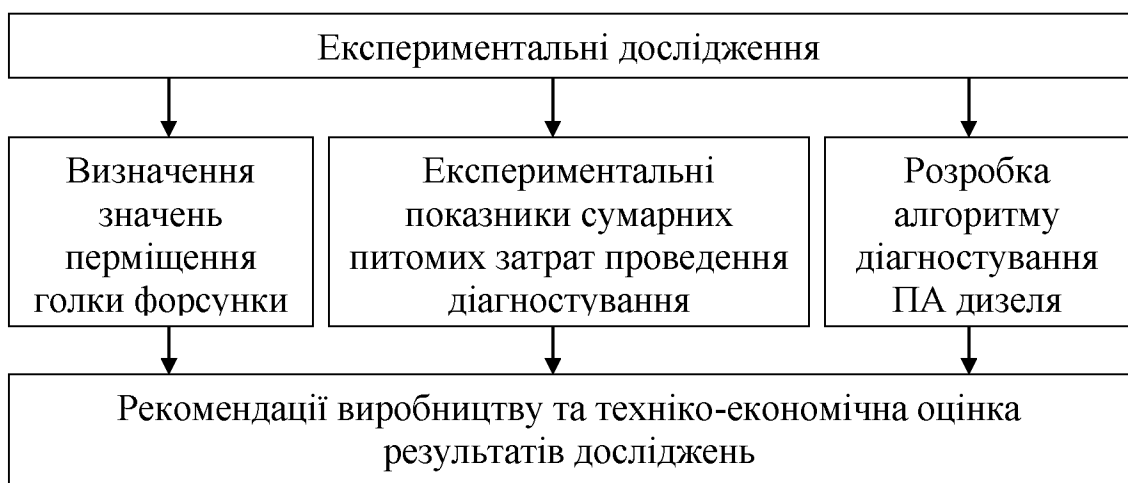 Експериментальні дослідження
Визначення
значень
перміщення
голки форсунки
Експериментальні
показники сумарних
питомих затрат проведення
діагностування
Розробка
алгоритму
діагностування
ПА дизеля
Рекомендації виробництву та техніко-економічна оцінка
результатів досліджень